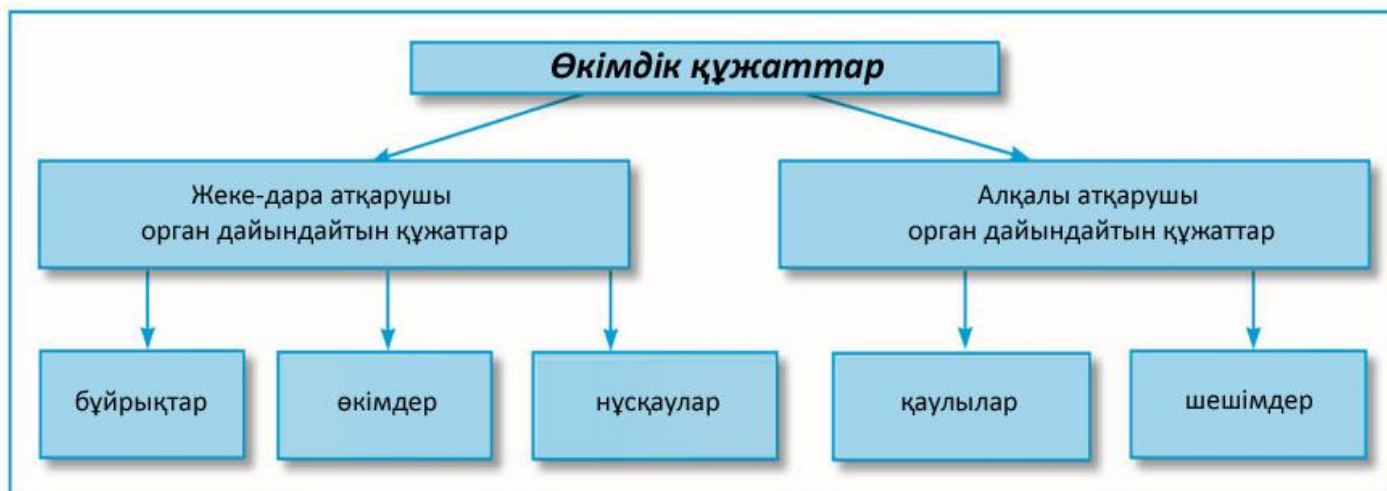 Өкімдік құжаттар
Жеке-дара атқарушы
орган дайындайтын құжаттар
Алқалы атқарушы
орган дайындайтын құжаттар
бұйрықтар
өкімдер
нұсқаулар
қаулылар
шешімдер